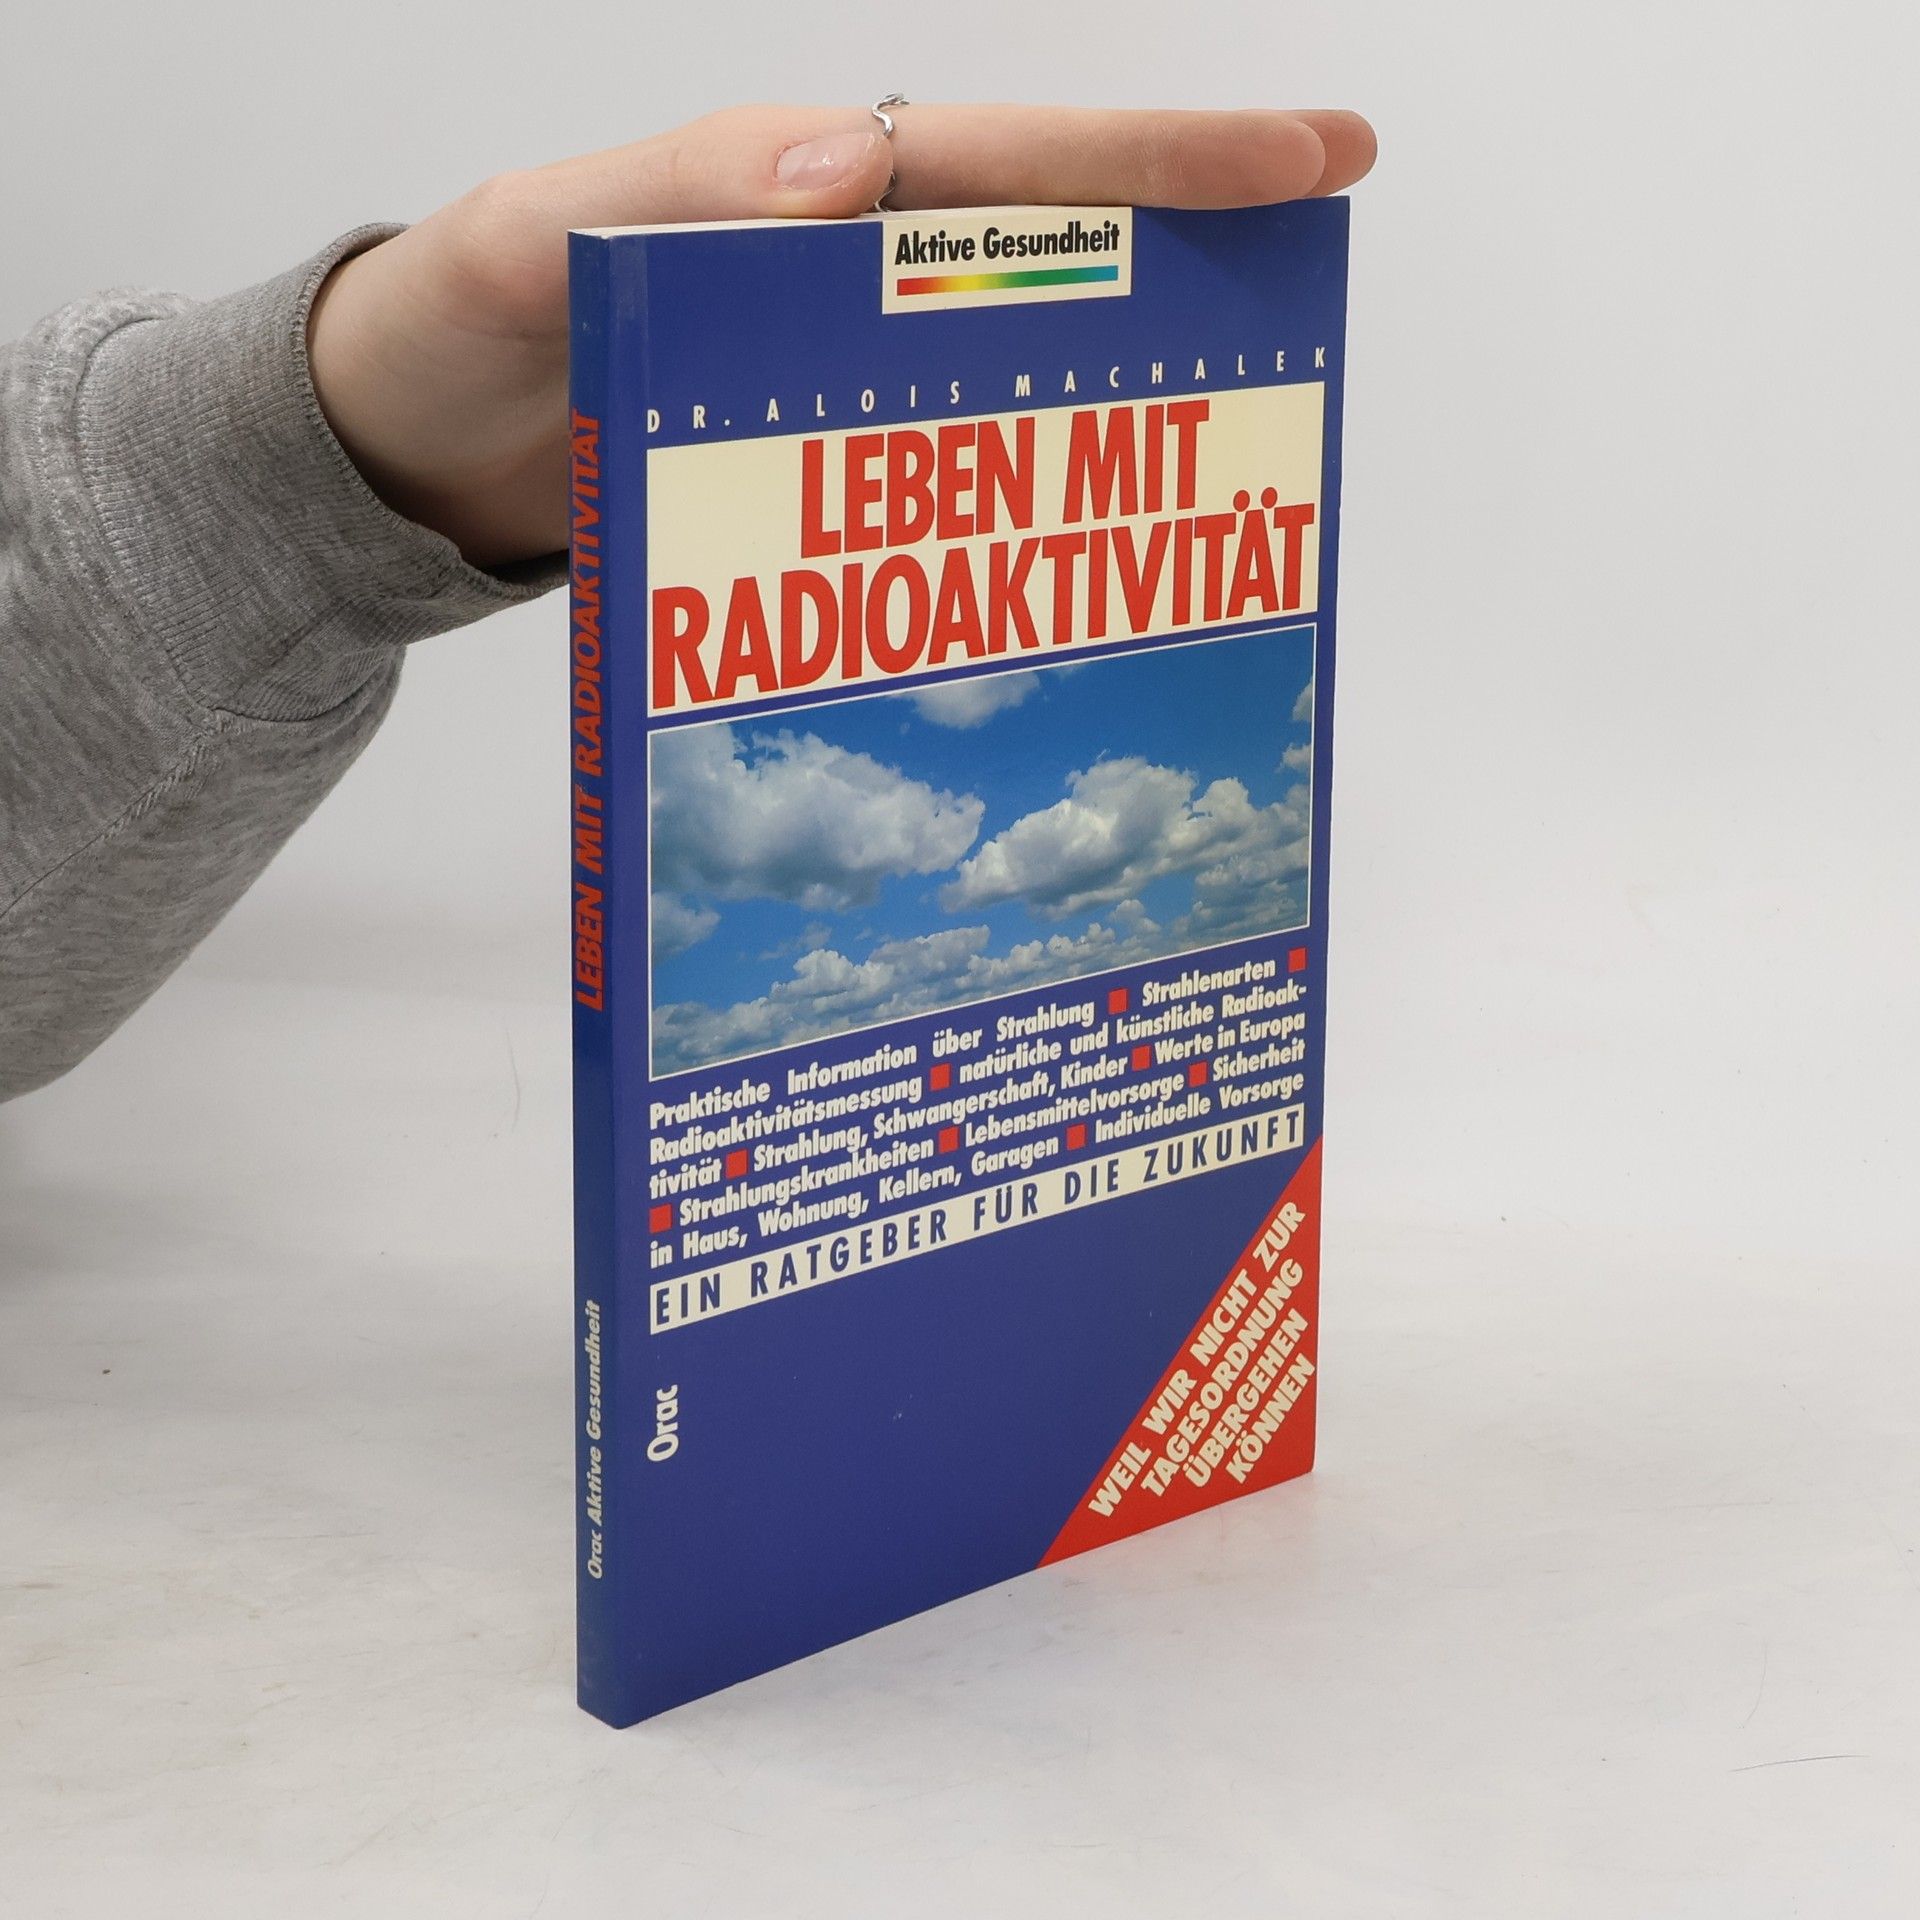 Aktive Gesundheit
DR. ALOIS MACHALEK
LEBEN MIT
RADIOAKTIVITÄT
Praktische Information über Strahlung ■ Strahlenarten ■
Radioaktivitätsmessung ■ natürliche und künstliche Radioak-
tivität ■ Strahlung, Schwangerschaft, Kinder ■ Werte in Europa
■ Strahlungskrankheiten ■ Lebensmittelvorsorge ■ Sicherheit
in Haus, Wohnung, Kellern, Garagen ■ Individuelle Vorsorge
EIN RATGEBER FÜR DIE ZUKUNFT
WEIL WIR NICHT ZUR
TAGESORDNUNG
ÜBERGEHEN
KÖNNEN
Orac
LEBEN MIT RADIOAKTIVITÄT
Orac Aktive Gesundheit